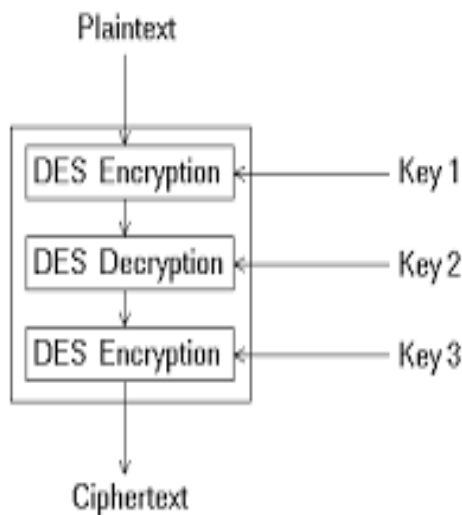 Plaintext
DES Encryption
Key 1
DES Decryption
Key 2
DES Encryption
Key 3
Ciphertext